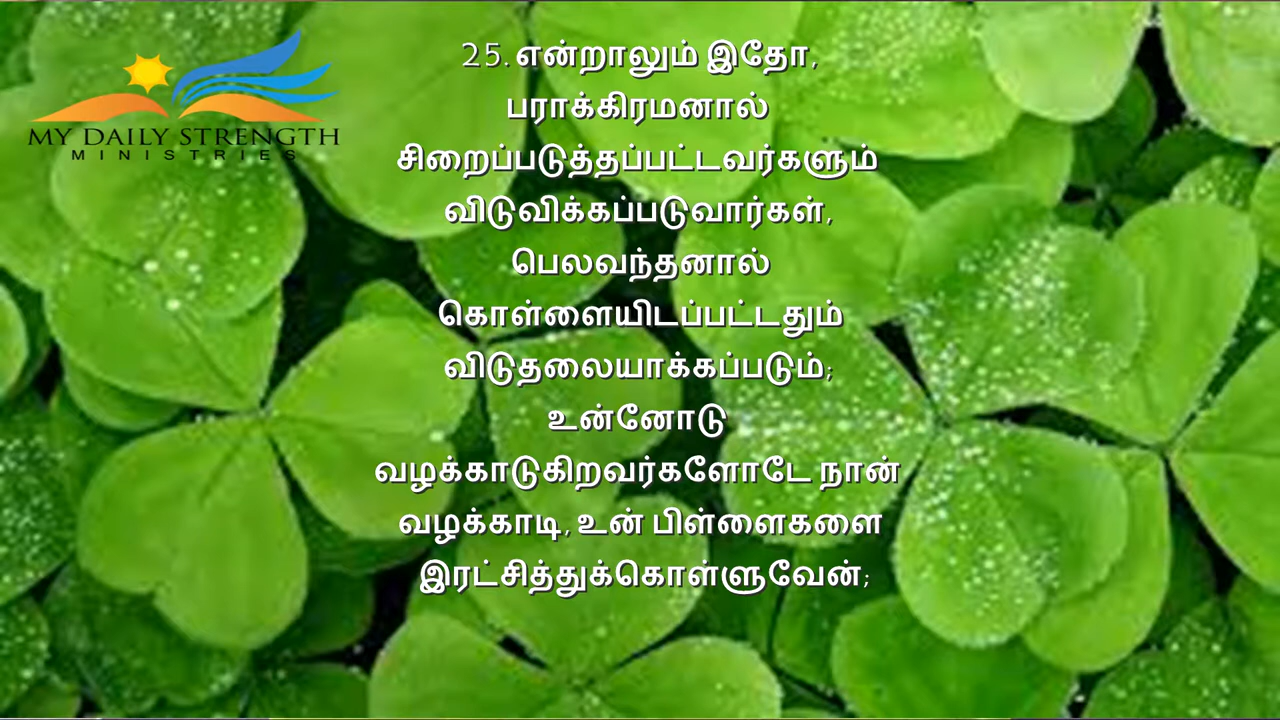 MY DAILY STRENGTH
MINISTRIES
25. என்றாலும் இதோ,
பராக்கிரமனால்
சிறைப்படுத்தப்பட்டவர்களும்
விடுவிக்கப்படுவார்கள்,
பெலவந்தனால்
கொள்ளையிடப்பட்டதும்
விடுதலையாக்கப்படும்;
உன்னோடு
வழக்காடுகிறவர்களோடே நான்
வழக்காடி, உன் பிள்ளைகளை
இரட்சித்துக்கொள்ளுவேன்;